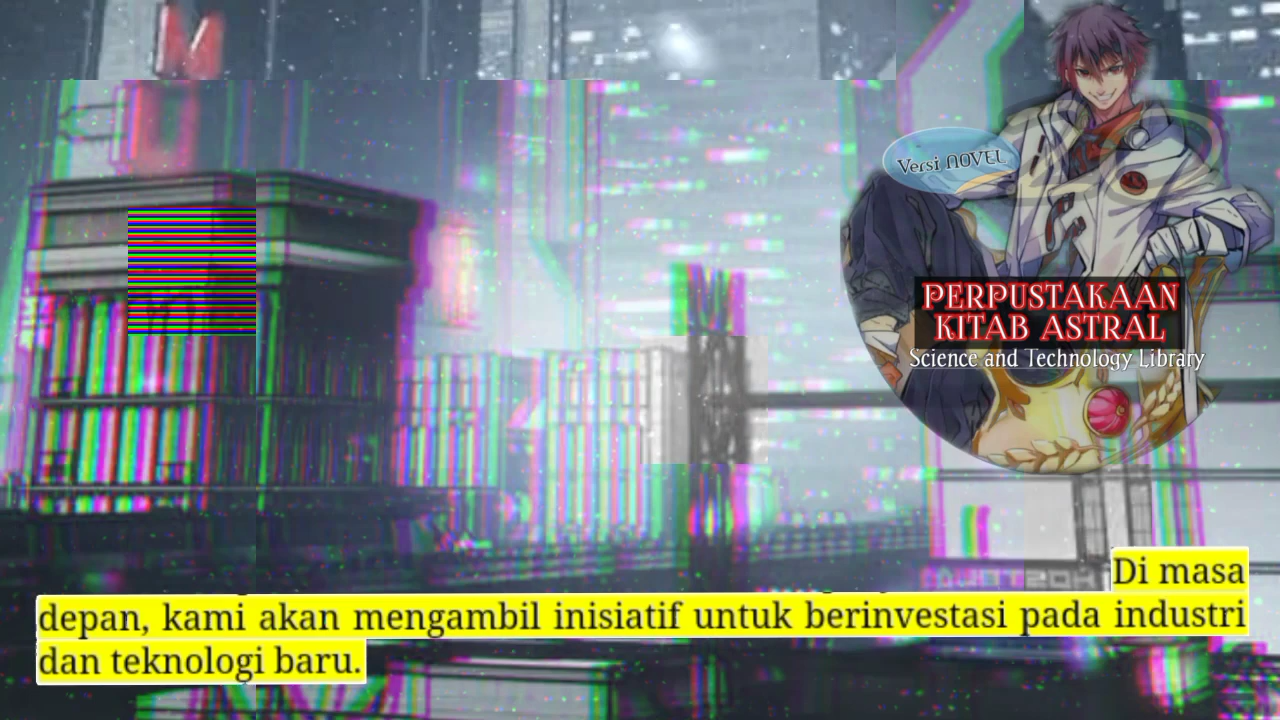 M
Versi NOVEL
PERPUSTAKAAN
KITAB ASTRAL
Science and Technology Library
Di masa
depan, kami akan mengambil inisiatif untuk berinvestasi pada industri
dan teknologi baru.